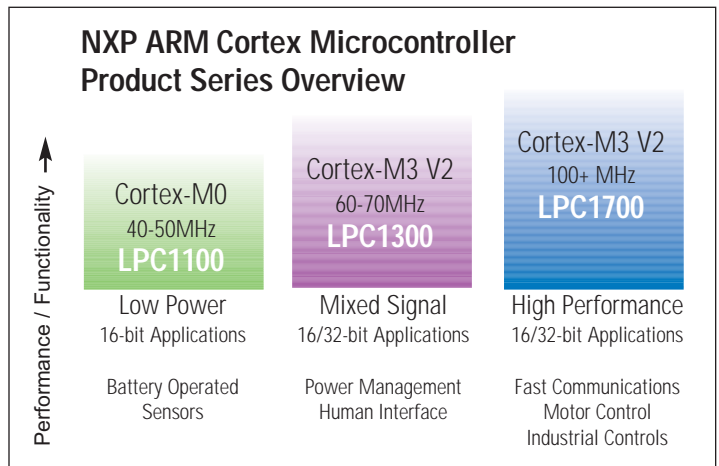 NXP ARM Cortex Microcontroller
Product Series Overview
Performance / Functionality
Cortex-M0
40-50MHz
LPC1100
Low Power
16-bit Applications
Battery Operated
Sensors
Cortex-M3 V2
60-70MHz
LPC1300
Mixed Signal
16/32-bit Applications
Power Management
Human Interface
Cortex-M3 V2
100+ MHz
LPC1700
High Performance
16/32-bit Applications
Fast Communications
Motor Control
Industrial Controls